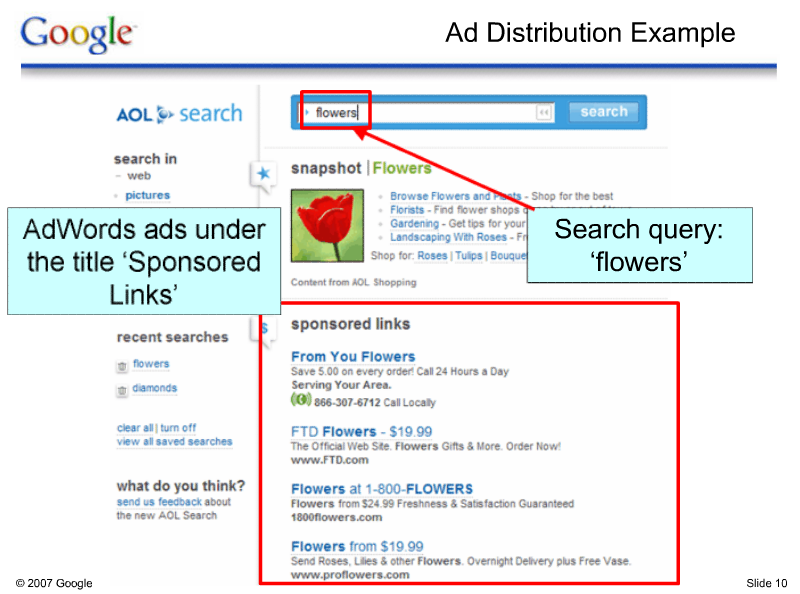 Google
Ad Distribution Example
AOL search
flowers
search
search in
web
pictures
snapshot | Flowers
Browse Flowers and Plants - Shop for the best
Florists - Find flower shops
Gardening - Get tips for your
Landscaping With Roses -
Shop for: Roses | Tulips |
Content from AOL Shopping
AdWords ads under
the title ‘Sponsored
Links’
Search query:
‘flowers’
recent searches
flowers
diamonds
clear all | turn off
view all saved searches
what do you think?
send us feedback about
the new AOL Search
$
sponsored links
From You Flowers
Save 5.00 on every order! Call 24 Hours a Day
Serving Your Area.
866-307-6712 Call Locally
FTD Flowers - $19.99
The Official Web Site. Flowers Gifts & More. Order Now!
www.FTD.com
Flowers at 1-800-FLOWERS
Flowers from $24.99 Freshness & Satisfaction Guaranteed
1800flowers.com
Flowers from $19.99
Send Roses, Lilies & other Flowers. Overnight Delivery plus Free Vase.
www.proflowers.com
© 2007 Google
Slide 10